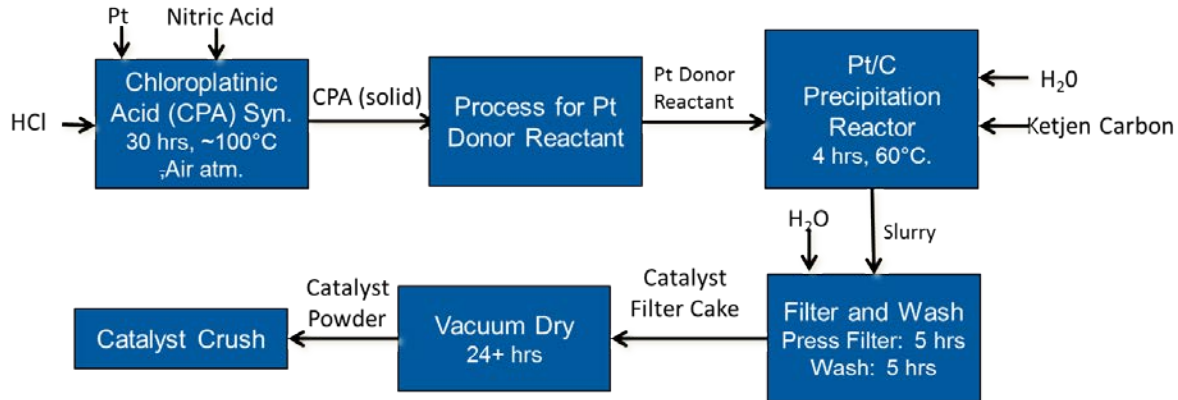 Pt
Nitric Acid
HCl
Chloroplatinic
Acid (CPA) Syn.
30 hrs, ~100°C
,Air atm.
CPA (solid)
Process for Pt
Donor Reactant
Pt Donor
Reactant
Pt/C
Precipitation
Reactor
4 hrs, 60°C.
H₂0
Ketjen Carbon
Slurry
H₂O
Filter and Wash
Press Filter: 5 hrs
Wash: 5 hrs
Catalyst
Filter Cake
Vacuum Dry
24+ hrs
Catalyst
Powder
Catalyst Crush